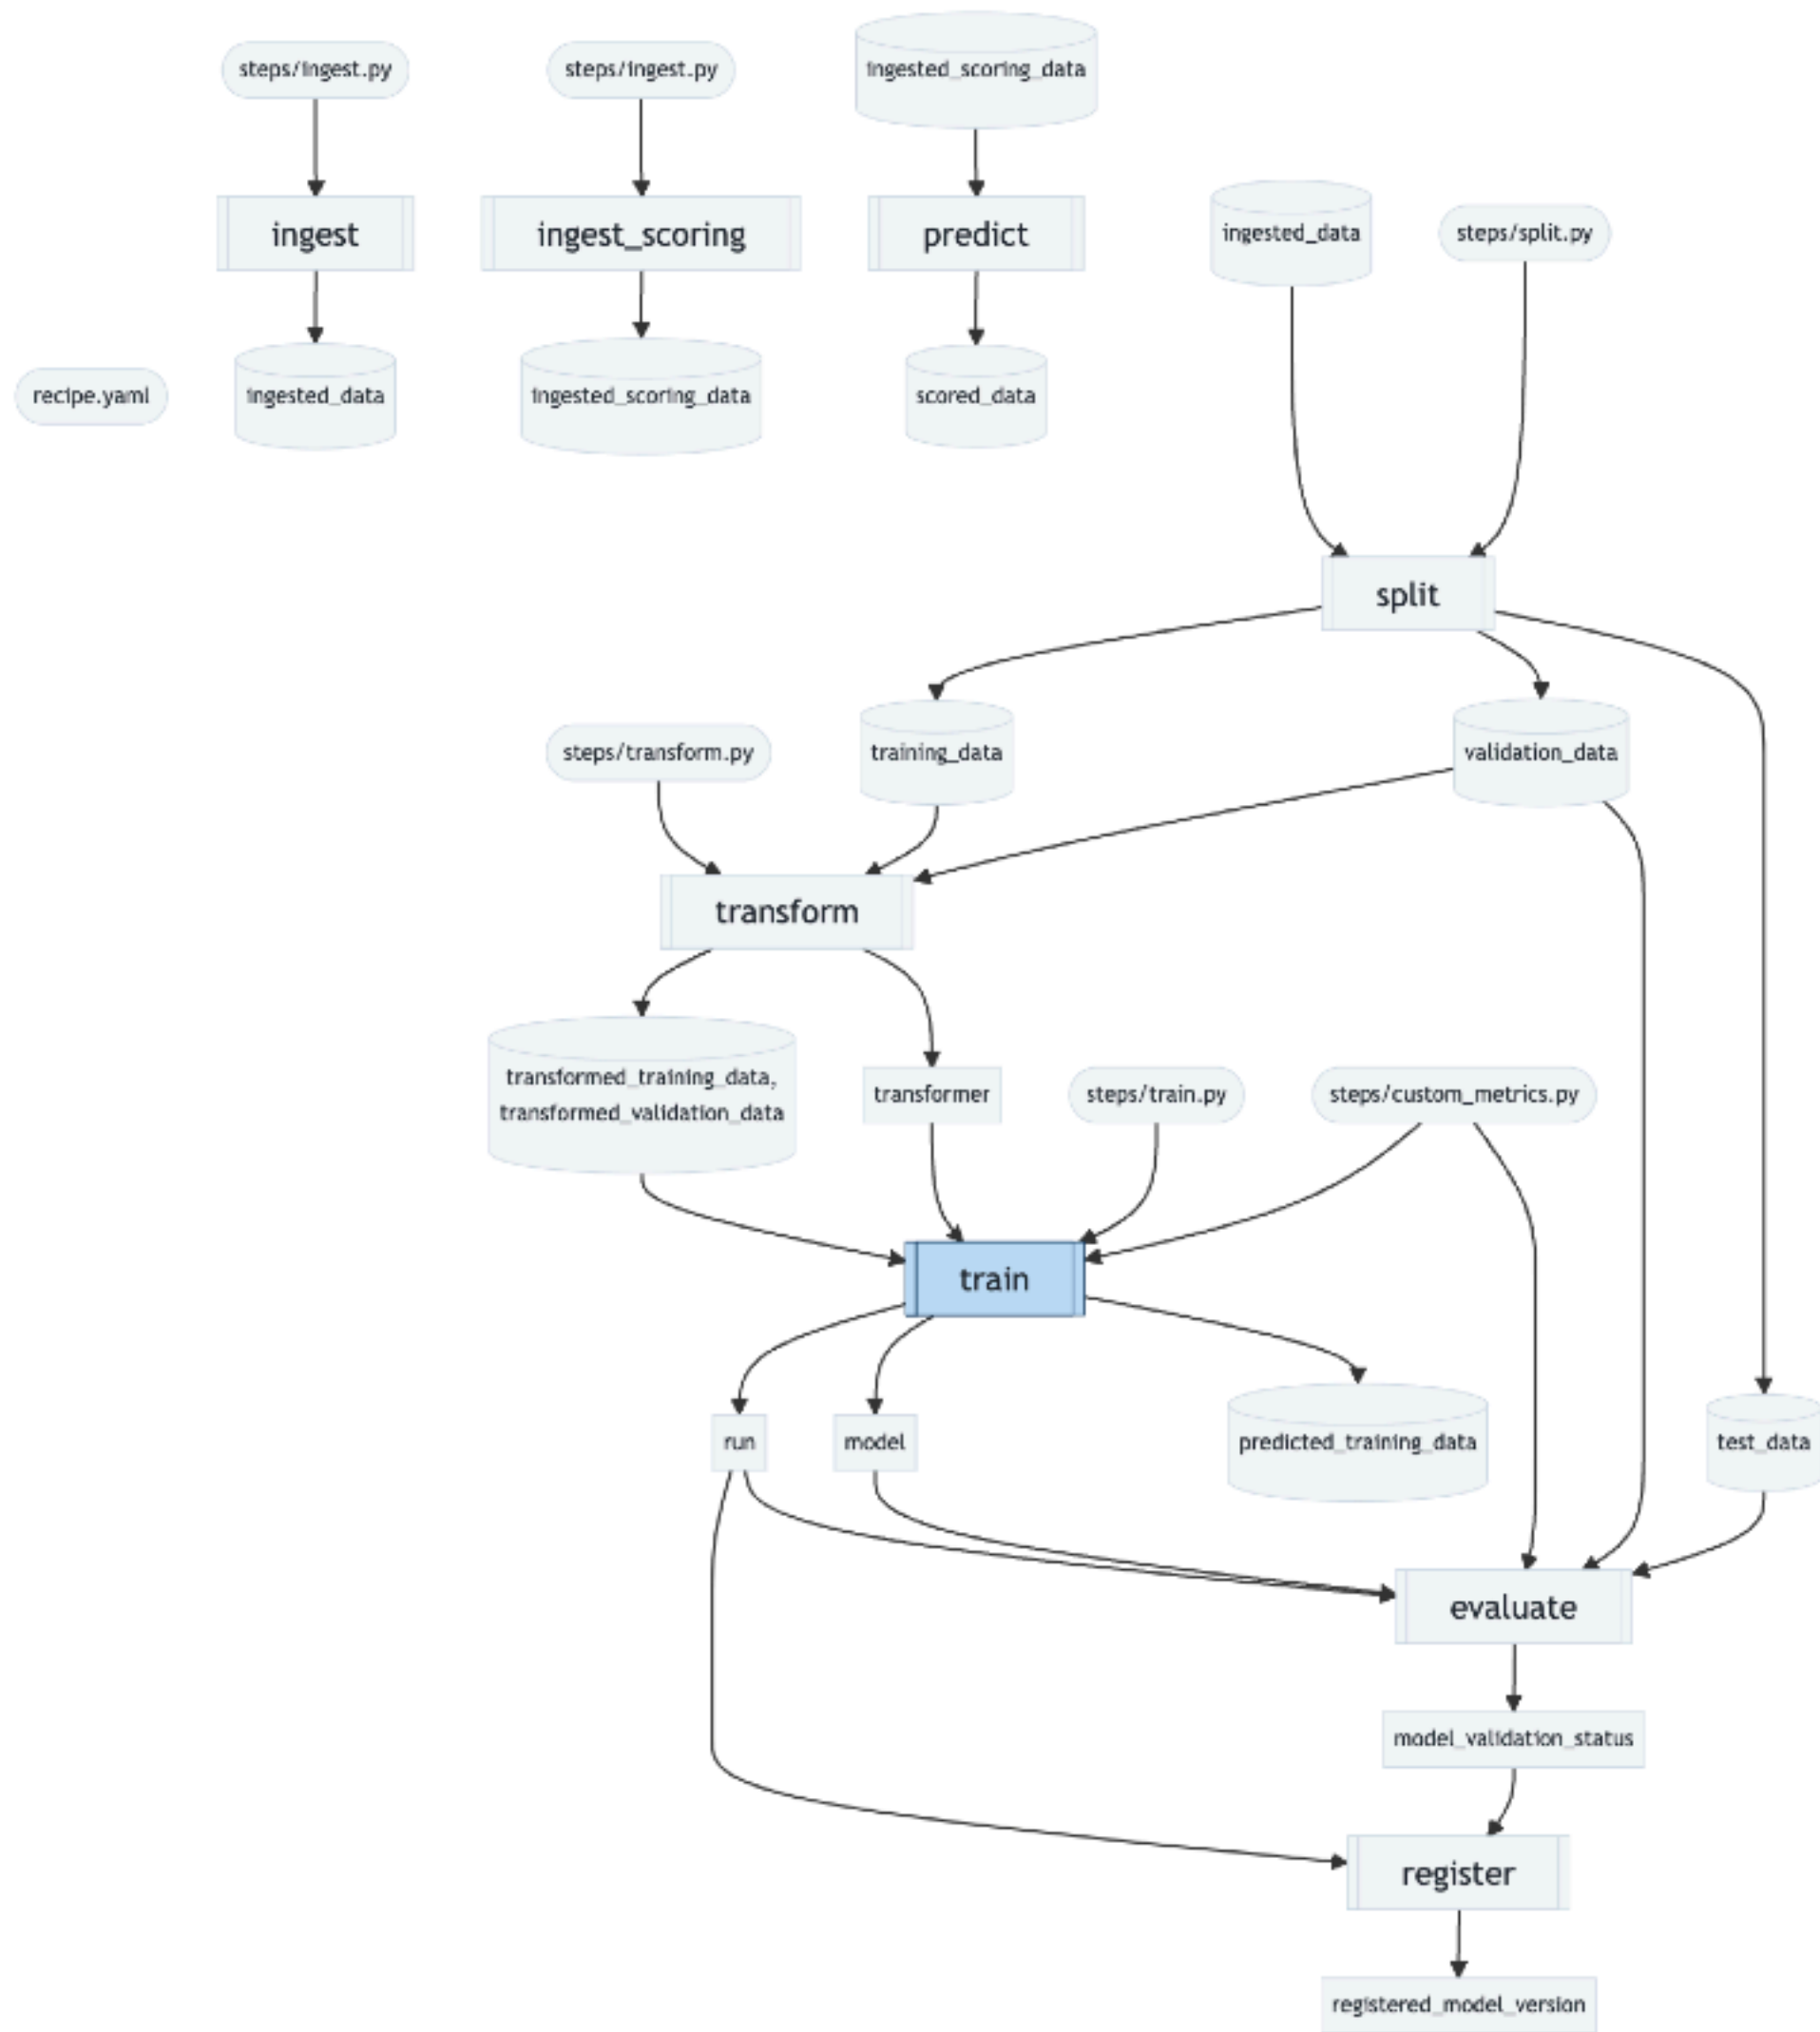 steps/ingest.py
steps/ingest.py
ingested_scoring_data
ingest
ingest_scoring
predict
ingested_data
steps/split.py
recipe.yaml
ingested_data
ingested_scoring_data
scored_data
split
steps/transform.py
training_data
validation_data
transform
transformed_training_data,
transformed_validation_data
transformer
steps/train.py
steps/custom_metrics.py
train
run
model
predicted_training_data
test_data
evaluate
model_validation_status
register
registered_model_version